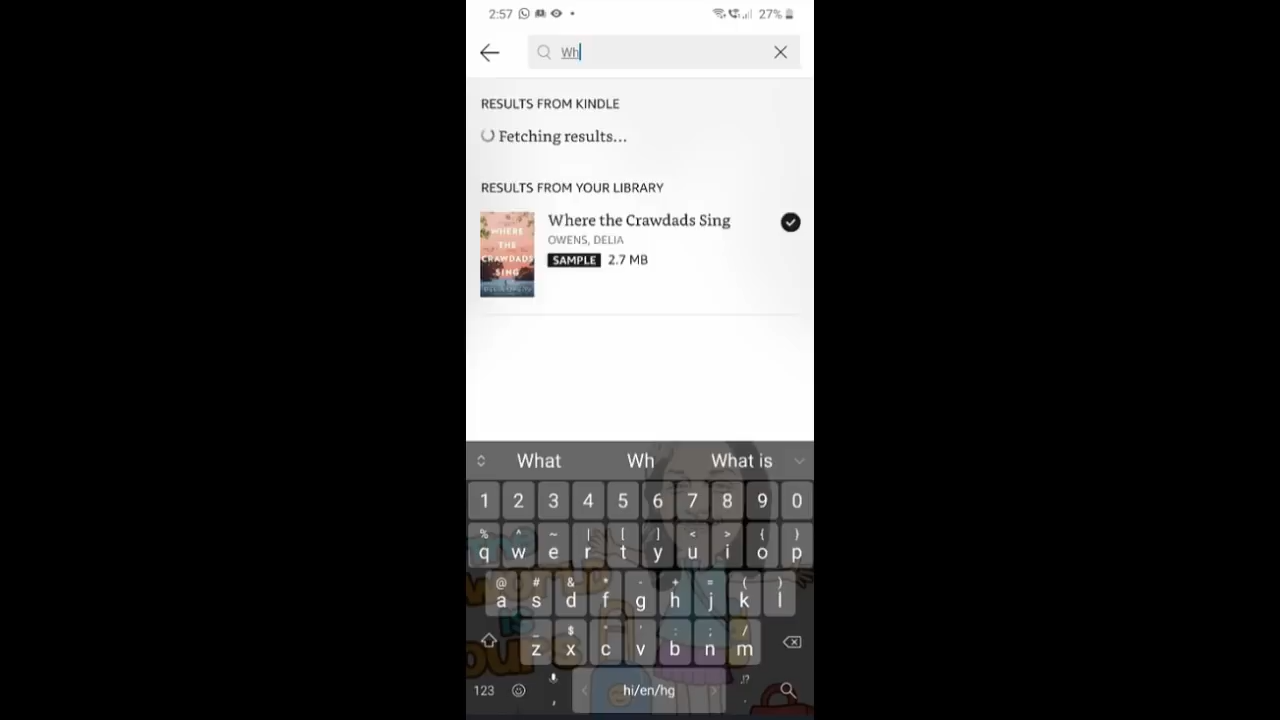 2:57 27%
Wh
RESULTS FROM KINDLE
Fetching results...
RESULTS FROM YOUR LIBRARY
WHERE
THE
CRAWDADS
SING
Where the Crawdads Sing
OWENS, DELIA
SAMPLE 2.7 MB
What Wh What is
1 2 3 4 5 6 7 8 9 0
% ^ ~ | [ ] < > { }
q w e r t y u i o p
@ # & * - + = ( )
a s d f g h j k l
_ $ " ' : ; /
z x c v b n m
123 , hi/en/hg .
!?